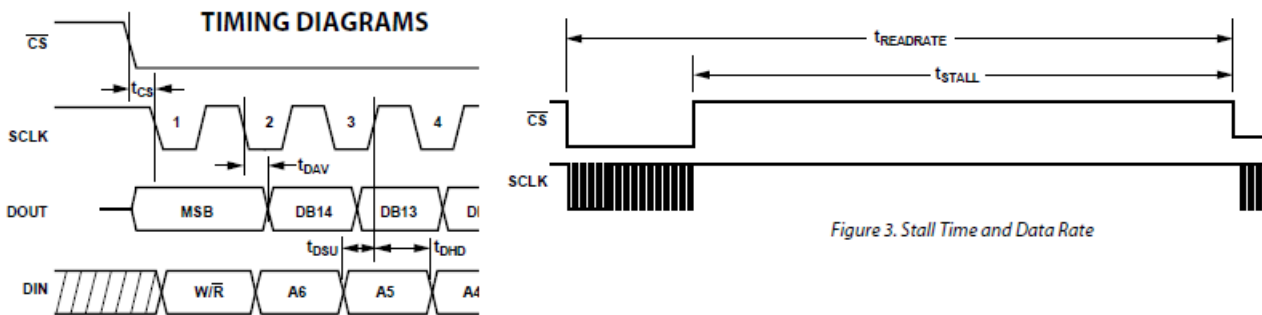 TIMING DIAGRAMS
CS
tCS
SCLK
1 2 3 4
tDAV
DOUT
MSB DB14 DB13
tDSU tDHD
DIN
W/R A6 A5 A4
tREADRATE
tSTALL
CS
SCLK
Figure 3. Stall Time and Data Rate